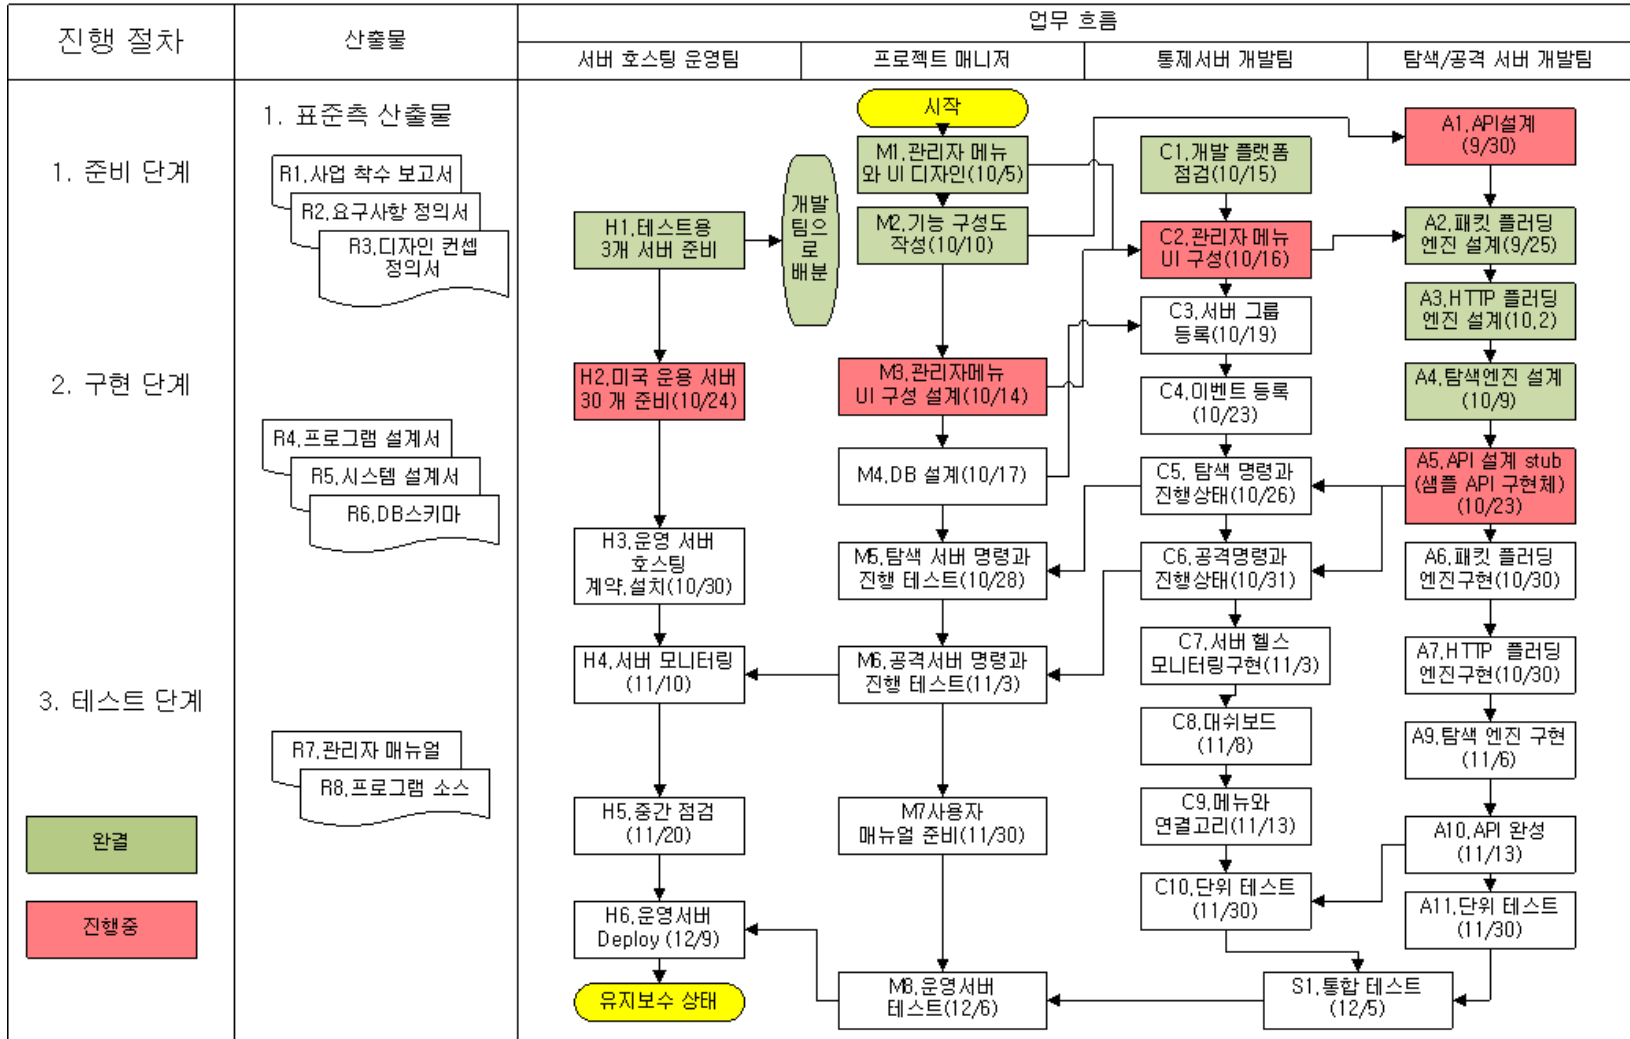 진행 절차
산출물
업무 흐름
서버 호스팅 운영팀
프로젝트 매니저
통제서버 개발팀
탐색/공격 서버 개발팀
1. 준비 단계
2. 구현 단계
3. 테스트 단계
완결
진행중
1. 표준측 산출물
R1,사업 착수 보고서
R2,요구사항 정의서
R3,디자인 컨셉
정의서
R4,프로그램 설계서
R5,시스템 설계서
R6,DB스키마
R7,관리자 매뉴얼
R8,프로그램 소스
H1,테스트용
3개 서버 준비
개발
팀으
로
배분
H2,미국 운용 서버
30 개 준비(10/24)
H3,운영 서버
호스팅
계약,설치(10/30)
H4,서버 모니터링
(11/10)
H5,중간 점검
(11/20)
H6,운영서버
Deploy (12/9)
유지보수 상태
시작
M1,관리자 메뉴
와 UI 디자인(10/5)
M2,기능 구성도
작성(10/10)
M3,관리자메뉴
UI 구성 설계(10/14)
M4,DB 설계(10/17)
M5,탐색 서버 명령과
진행 테스트(10/28)
M6,공격서버 명령과
진행 테스트(11/3)
M7사용자
매뉴얼 준비(11/30)
M8,운영서버
테스트(12/6)
C1,개발 플랫폼
점검(10/15)
C2,관리자 메뉴
UI 구성(10/16)
C3,서버 그룹
등록(10/19)
C4,이벤트 등록
(10/23)
C5, 탐색 명령과
진행상태(10/26)
C6,공격명령과
진행상태(10/31)
C7,서버 헬스
모니터링구현(11/3)
C8,대쉬보드
(11/8)
C9,메뉴와
연결고리(11/13)
C10,단위 테스트
(11/30)
A1,API설계
(9/30)
A2,패킷 플러딩
엔진 설계(9/25)
A3,HTTP 플러딩
엔진 설계(10,2)
A4,탐색엔진 설계
(10/9)
A5,API 설계 stub
(샘플 API 구현체)
(10/23)
A6,패킷 플러딩
엔진구현(10/30)
A7,HTTP 플러딩
엔진구현(10/30)
A9,탐색 엔진 구현
(11/6)
A10,API 완성
(11/13)
A11,단위 테스트
(11/30)
S1,통합 테스트
(12/5)